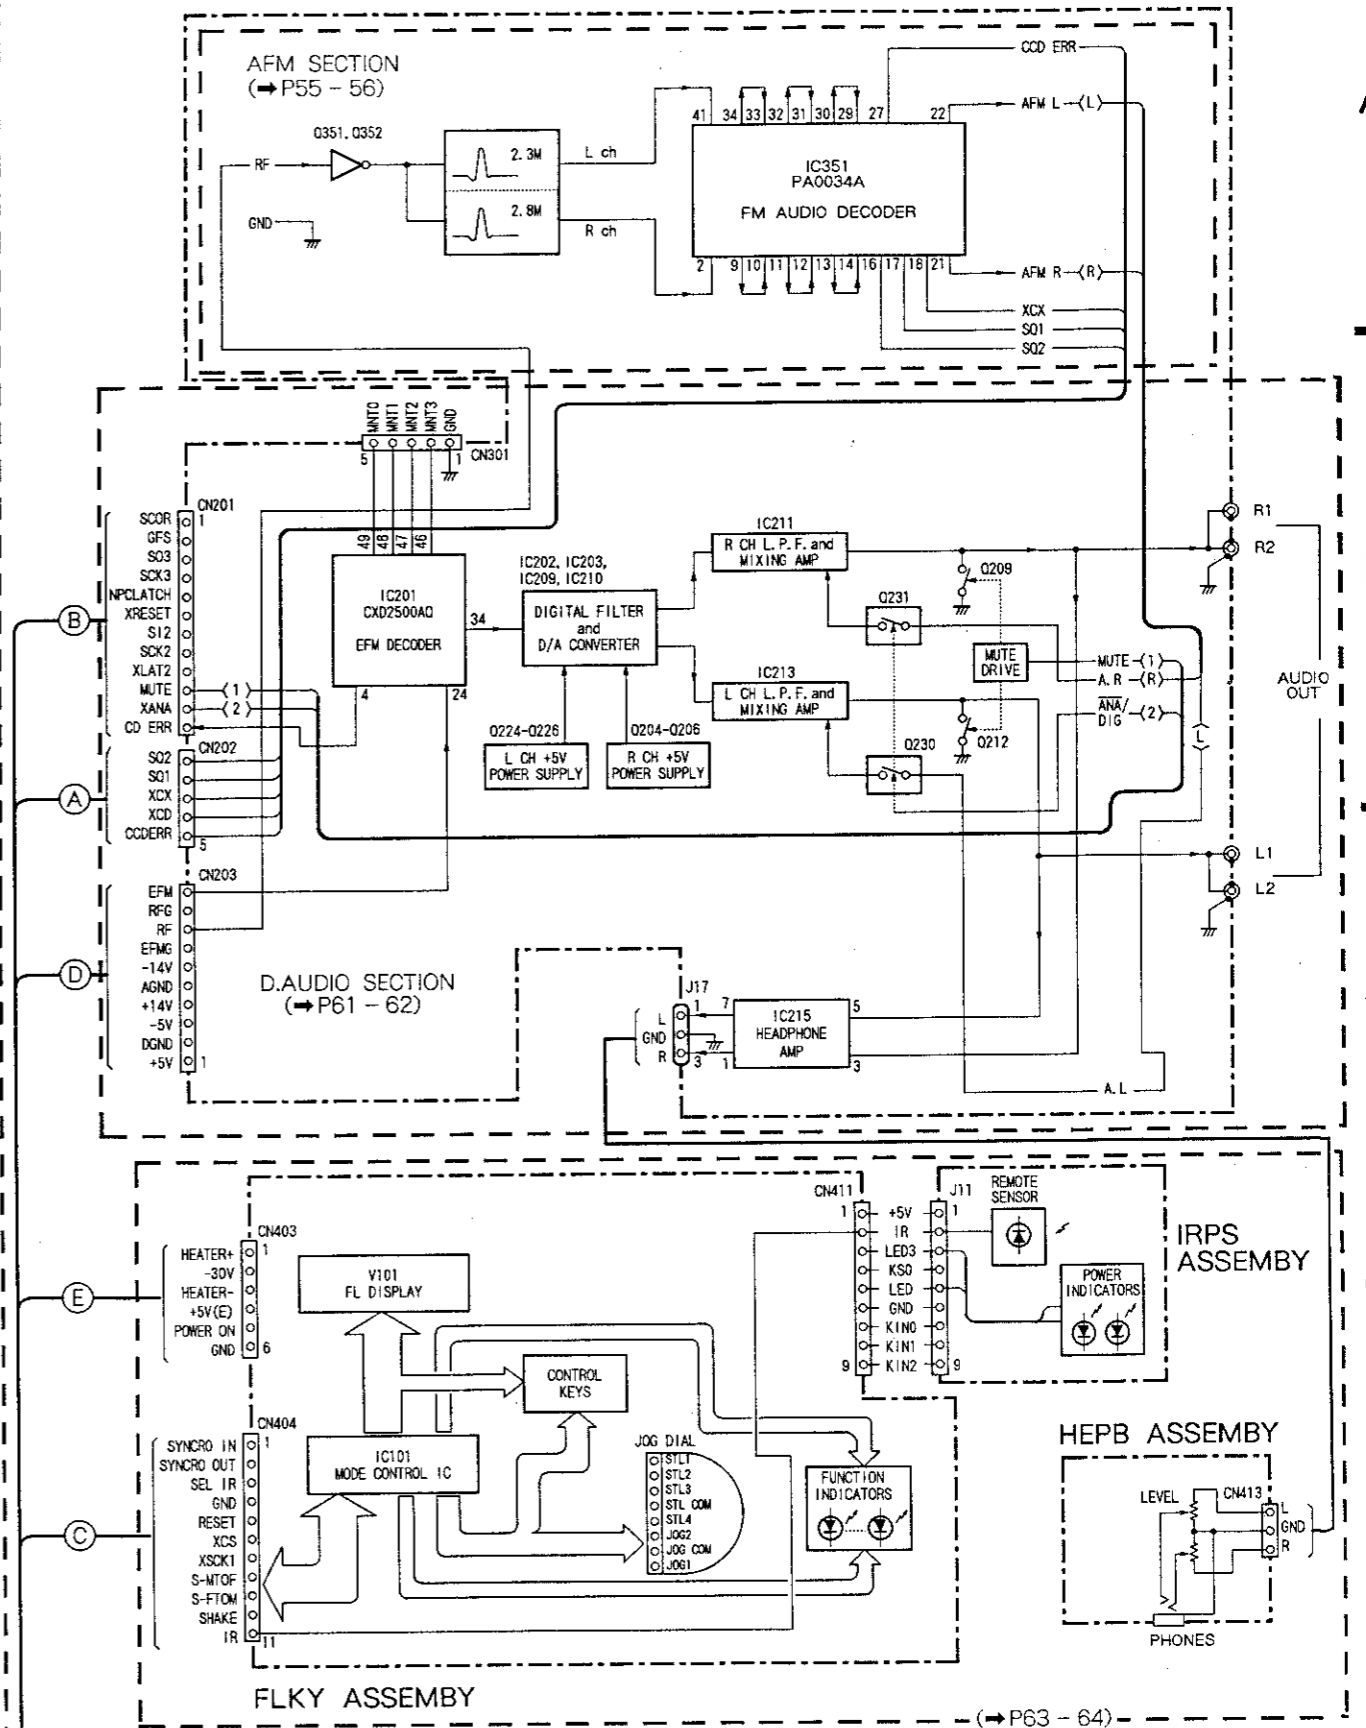 AFM SECTION
(➡P55 - 56)
CCD ERR
AFM L (L)
41 34 33 32 31 30 29 27 22
Q351, Q352
RF
GND
2.3M
2.8M
L ch
R ch
IC351
PA0034A
FM AUDIO DECODER
2 9 10 11 12 13 14 16 17 18 21
AFM R (R)
XCX
SQ1
SQ2
MNT0
MNT1
MNT2
MNT3
GND
5 1
CN301
CN201
1
SCOR
GFS
SO3
SCK3
NPCLATCH
XRESET
SI2
SCK2
XLAT2
MUTE (1)
XANA (2)
CD ERR
B
49 48 47 46
IC201
CXD2500AQ
EFM DECODER
34
4 24
IC202, IC203,
IC209, IC210
DIGITAL FILTER
and
D/A CONVERTER
IC211
R CH L.P.F. and
MIXING AMP
Q209
Q231
MUTE
DRIVE
IC213
L CH L.P.F. and
MIXING AMP
Q230
Q212
MUTE (1)
A.R (R)
ANA/
DIG (2)
(L)
R1
R2
AUDIO
OUT
L1
L2
Q224-Q226
L CH +5V
POWER SUPPLY
Q204-Q206
R CH +5V
POWER SUPPLY
CN202
SQ2
SQ1
XCX
XCD
CCDERR
5
A
CN203
EFM
RFG
RF
EFMG
-14V
AGND
+14V
-5V
DGND
+5V
1
D
D.AUDIO SECTION
(➡P61 - 62)
J17
L
GND
R
1
3
7
1
IC215
HEADPHONE
AMP
5
3
A.L
CN403
HEATER+
-30V
HEATER-
+5V(E)
POWER ON
GND
1
6
E
V101
FL DISPLAY
CONTROL
KEYS
CN411
1
9
+5V
IR
LED3
KS0
LED
GND
KIN0
KIN1
KIN2
J11
1
9
REMOTE
SENSOR
POWER
INDICATORS
IRPS
ASSEMBY
CN404
SYNCRO IN
SYNCRO OUT
SEL IR
GND
RESET
XCS
XSCK1
S-MTOF
S-FTOM
SHAKE
IR
1
11
C
IC101
MODE CONTROL IC
JOG DIAL
STL1
STL2
STL3
STL COM
STL4
JOG2
JOG COM
JOG1
FUNCTION
INDICATORS
HEPB ASSEMBY
LEVEL
CN413
L
GND
R
PHONES
FLKY ASSEMBY
(➡P63 - 64)